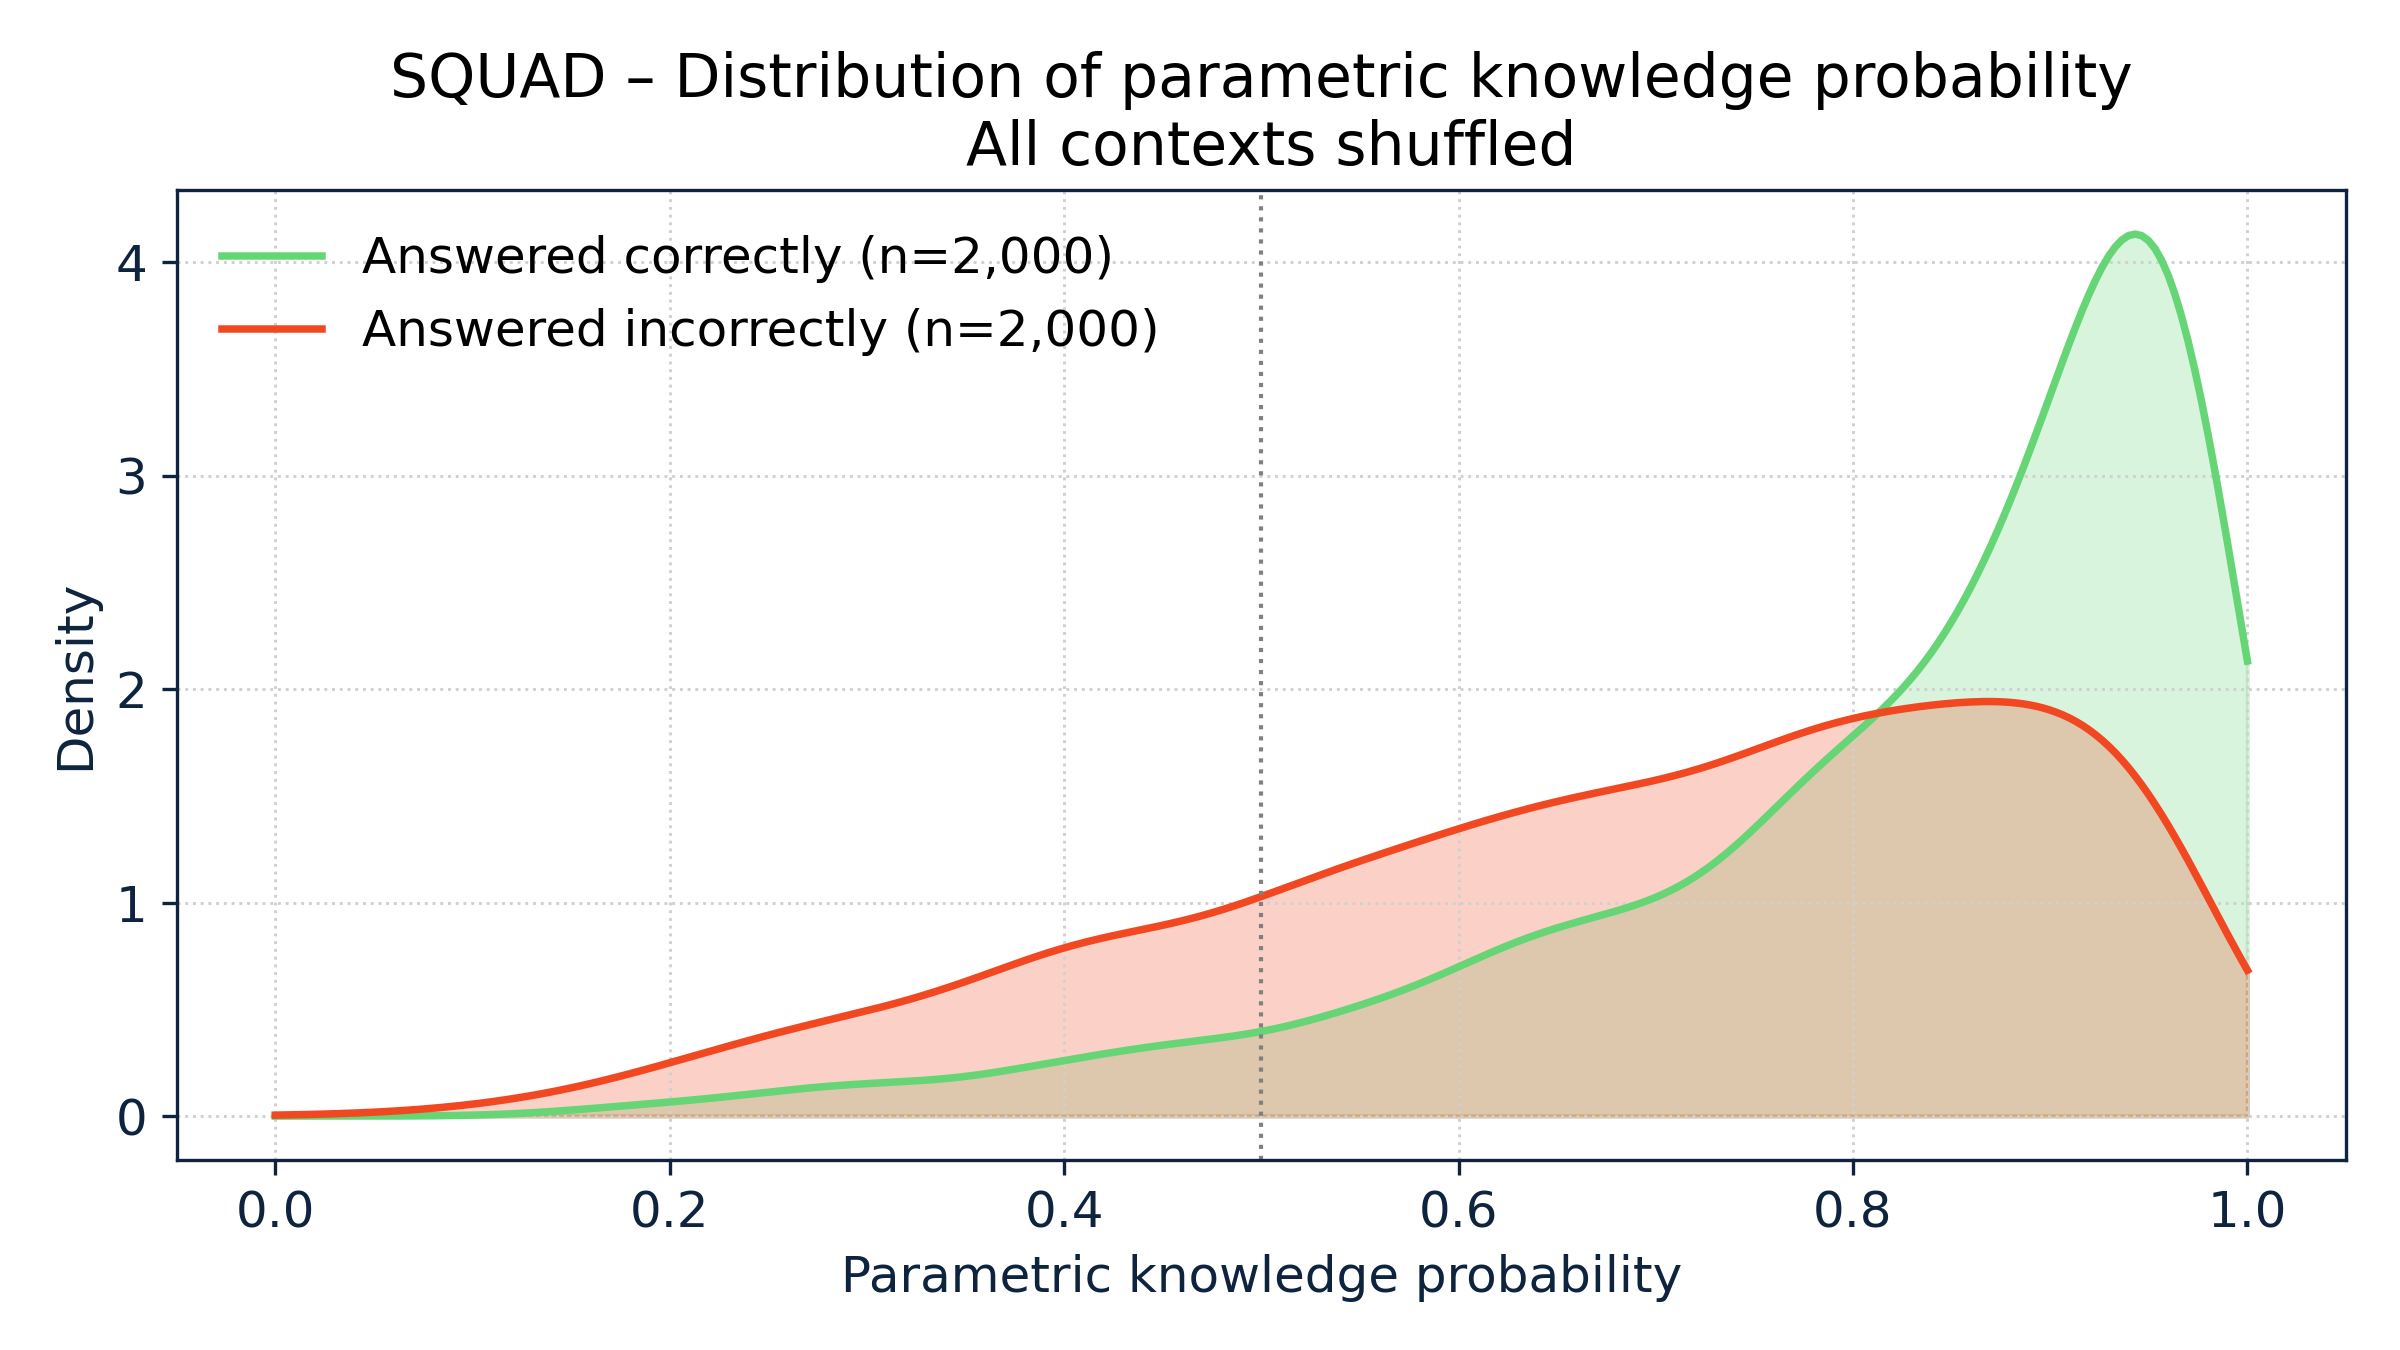 SQUAD – Distribution of parametric knowledge probability
All contexts shuffled
Answered correctly (n=2,000)
Answered incorrectly (n=2,000)
Density
4
3
2
1
0
0.0 0.2 0.4 0.6 0.8 1.0
Parametric knowledge probability